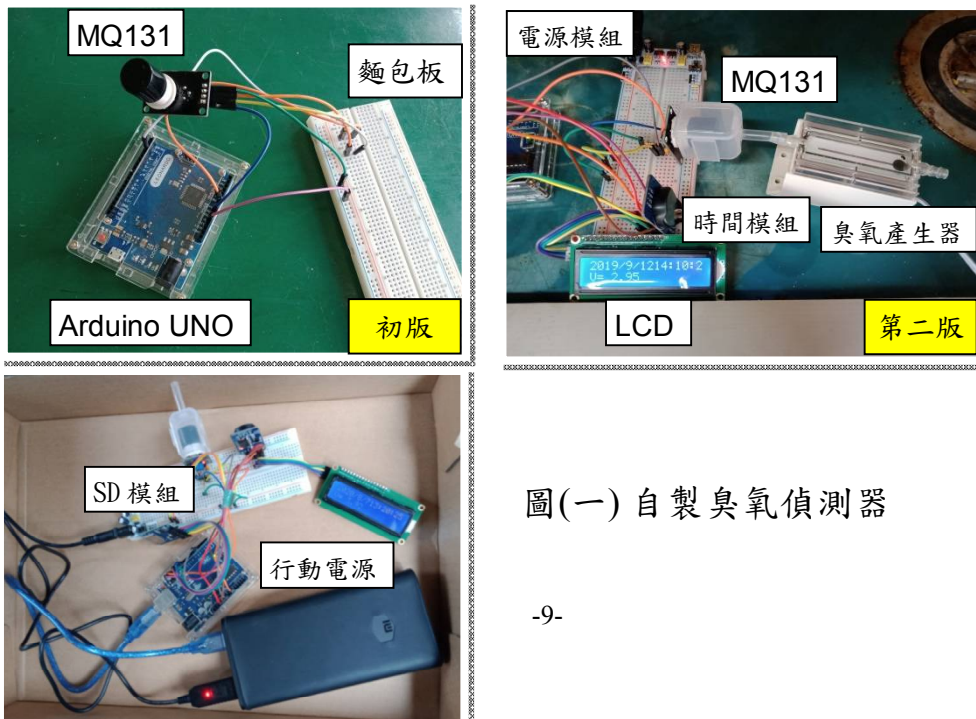 MQ131
麵包板
Arduino UNO
初版
電源模組
MQ131
時間模組
臭氧產生器
2019/9/1214:10:2
U= 2.95
LCD
第二版
SD模組
行動電源
圖(一) 自製臭氧偵測器
-9-